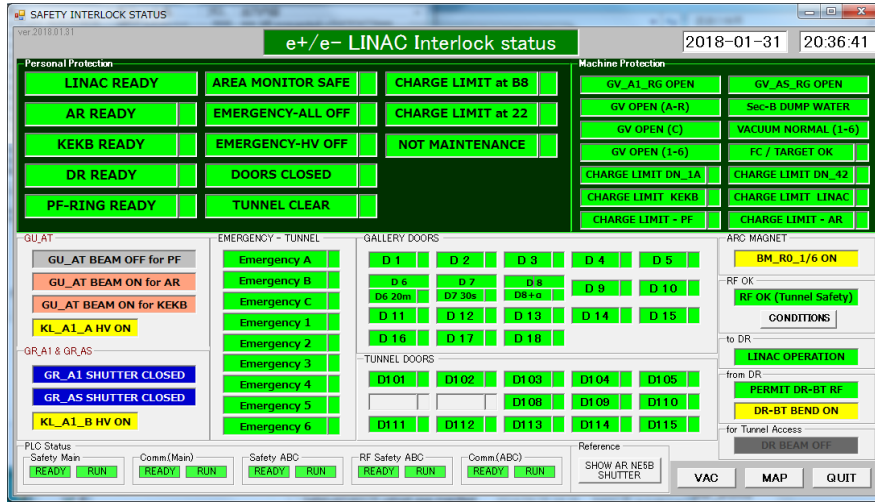 SAFETY INTERLOCK STATUS
ver.2018.01.31
e+/e- LINAC Interlock status
2018-01-31
20:36:41
Personal Protection
LINAC READY
AREA MONITOR SAFE
CHARGE LIMIT at B8
AR READY
EMERGENCY-ALL OFF
CHARGE LIMIT at 22
KEKB READY
EMERGENCY-HV OFF
NOT MAINTENANCE
DR READY
DOORS CLOSED
PF-RING READY
TUNNEL CLEAR
Machine Protection
GV_A1_RG OPEN
GV_AS_RG OPEN
GV OPEN (A-R)
Sec-B DUMP WATER
GV OPEN (C)
VACUUM NORMAL (1-6)
GV OPEN (1-6)
FC / TARGET OK
CHARGE LIMIT DN_1A
CHARGE LIMIT DN_42
CHARGE LIMIT KEKB
CHARGE LIMIT LINAC
CHARGE LIMIT - PF
CHARGE LIMIT - AR
GU_AT
GU_AT BEAM OFF for PF
GU_AT BEAM ON for AR
GU_AT BEAM ON for KEKB
KL_A1_A HV ON
GR_A1 & GR_AS
GR_A1 SHUTTER CLOSED
GR_AS SHUTTER CLOSED
KL_A1_B HV ON
EMERGENCY - TUNNEL
Emergency A
Emergency B
Emergency C
Emergency 1
Emergency 2
Emergency 3
Emergency 4
Emergency 5
Emergency 6
GALLERY DOORS
D 1
D 2
D 3
D 4
D 5
D 6
D 7
D 8
D 9
D 10
D6 20m
D7 30s
D8+α
D 11
D 12
D 13
D 14
D 15
D 16
D 17
D 18
TUNNEL DOORS
D101
D102
D103
D104
D105
D108
D109
D110
D111
D112
D113
D114
D115
ARC MAGNET
BM_R0_1/6 ON
RF OK
RF OK (Tunnel Safety)
CONDITIONS
to DR
LINAC OPERATION
from DR
PERMIT DR-BT RF
DR-BT BEND ON
for Tunnel Access
DR BEAM OFF
PLC Status
Safety Main
READY
RUN
Comm.(Main)
READY
RUN
Safety ABC
READY
RUN
RF Safety ABC
READY
RUN
Comm.(ABC)
READY
RUN
Reference
SHOW AR NE5B
SHUTTER
VAC
MAP
QUIT